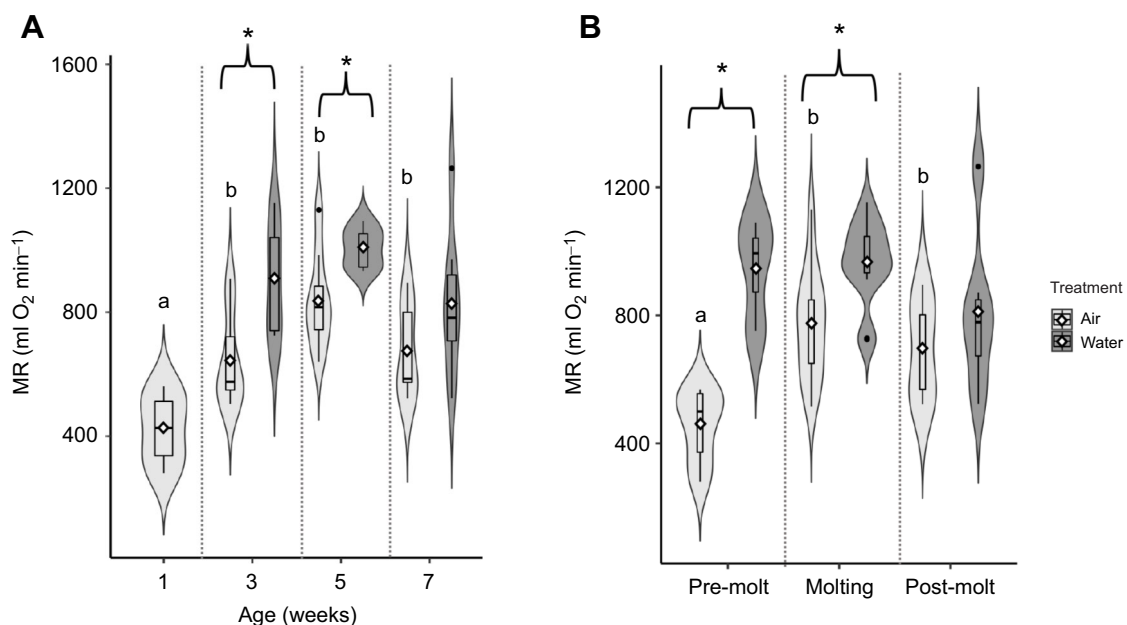 A
MR (ml O₂ min⁻¹)
1600
1200
800
400
a
b
*
b
*
b
1 3 5 7
Age (weeks)
B
MR (ml O₂ min⁻¹)
1200
800
400
a
*
b
*
b
Pre-molt Molting Post-molt
Treatment
Air
Water